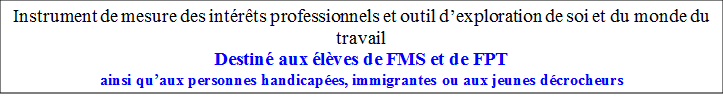 Instrument de mesure des intérêts professionnels et outil d’exploration de soi et du monde du
travail
Destiné aux élèves de FMS et de FPT
ainsi qu’aux personnes handicapées, immigrantes ou aux jeunes décrocheurs